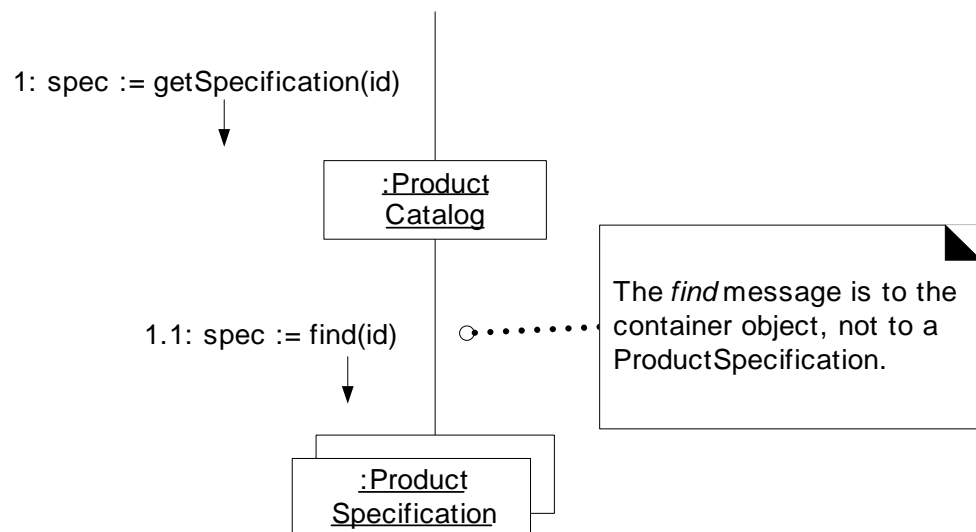 1: spec := getSpecification(id)
:Product
Catalog
The find message is to the
container object, not to a
ProductSpecification.
1.1: spec := find(id)
:Product
Specification